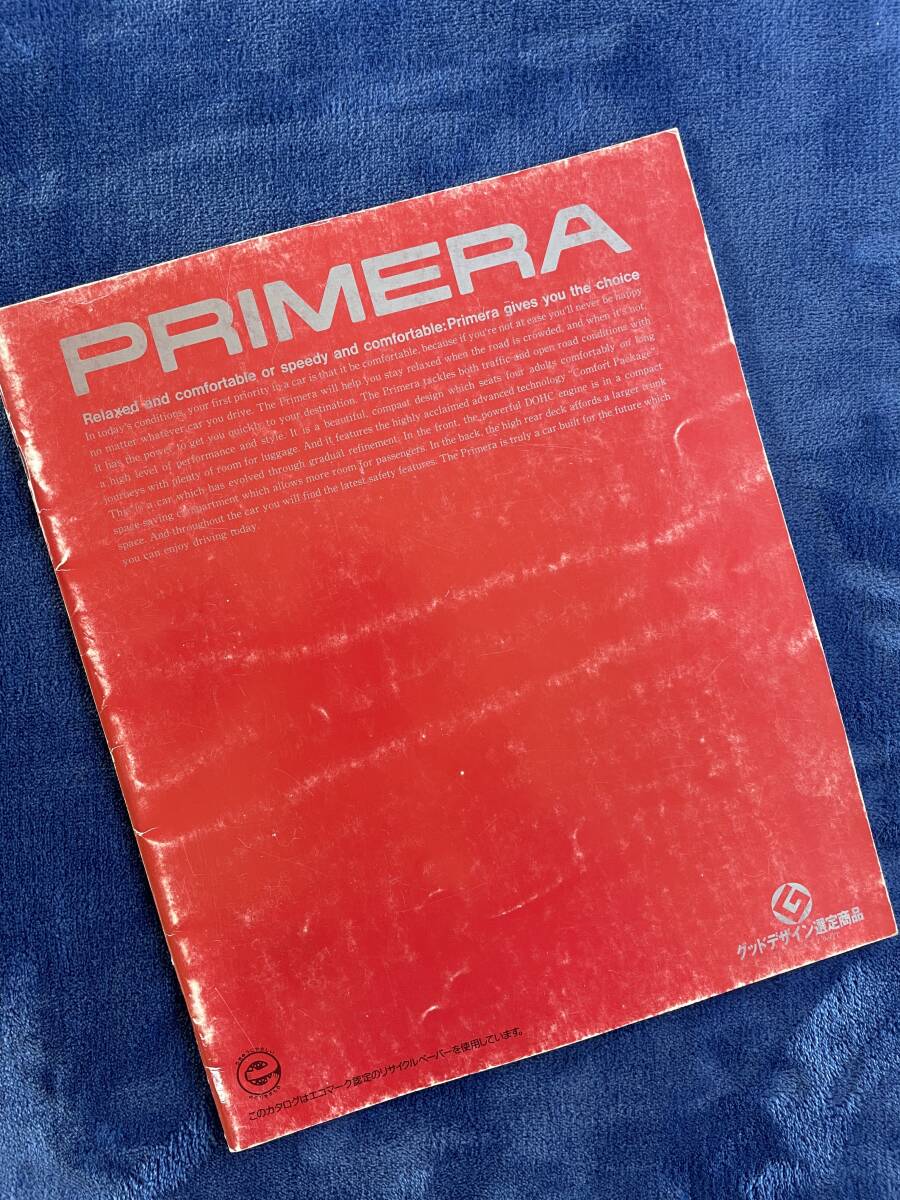 PRIMERA
Relaxed and comfortable or speedy and comfortable:Primera gives you the choice
In today's conditions, your first priority in a car is that it be comfortable, because if you're not at ease you'll never be happy
no matter whatever car you drive. The Primera will help you stay relaxed when the road is crowded, and when it's not,
it has the power to get you quickly to your destination. The Primera tackles both traffic and open road conditions with
a high level of performance and style. It is a beautiful, compact design which seats four adults comfortably on long
journeys with plenty of room for luggage. And it features the highly acclaimed advanced technology "Comfort Package".
This is a car which has evolved through gradual refinement. In the front, the powerful DOHC engine is in a compact
space-saving compartment which allows more room for passengers. In the back, the high rear deck affords a larger trunk
space. And throughout the car you will find the latest safety features. The Primera is truly a car built for the future which
you can enjoy driving today.
グッドデザイン選定商品
このカタログはエコマーク認定のリサイクルペーパーを使用しています。